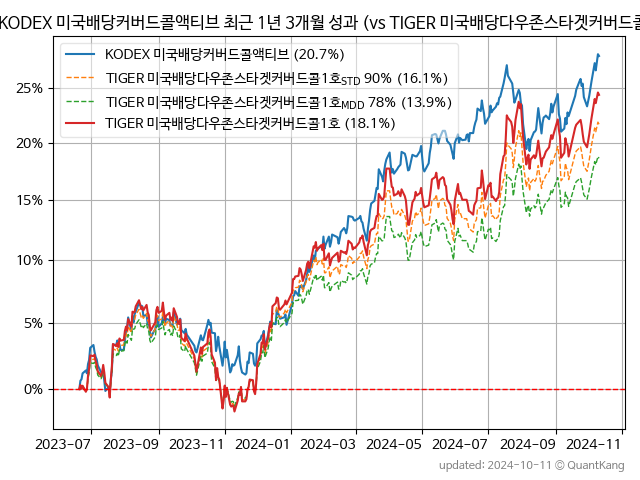 KODEX 미국배당커버드콜액티브 최근 1년 3개월 성과 (vs TIGER 미국배당다우존스타겟커버드콜
KODEX 미국배당커버드콜액티브 (20.7%)
TIGER 미국배당다우존스타겟커버드콜1호STD 90% (16.1%)
TIGER 미국배당다우존스타겟커버드콜1호MDD 78% (13.9%)
TIGER 미국배당다우존스타겟커버드콜1호 (18.1%)
25%
20%
15%
10%
5%
0%
2023-07 2023-09 2023-11 2024-01 2024-03 2024-05 2024-07 2024-09 2024-11
updated: 2024-10-11 © QuantKang